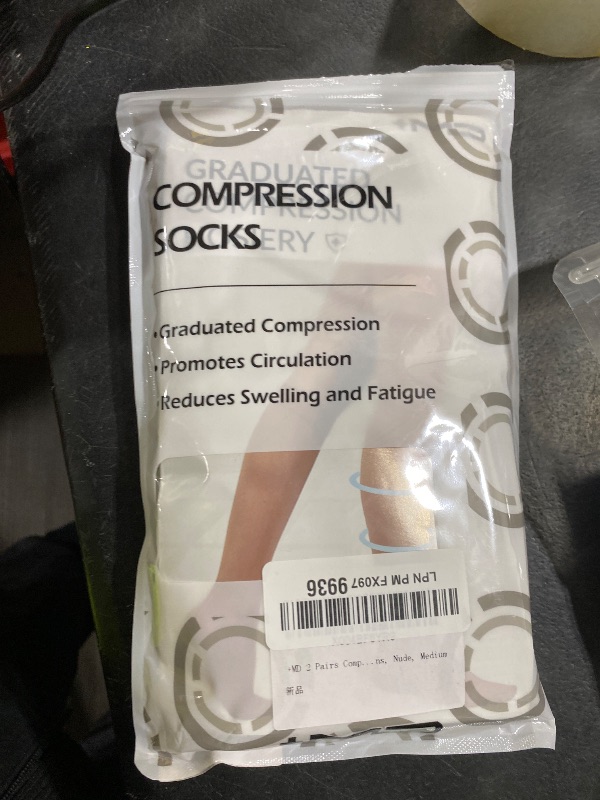 GRADUATED
COMPRESSION
COMPRESSION
SOCKS
•Graduated Compression
•Promotes Circulation
•Reduces Swelling and Fatigue
LPN PM FX097 9936
-MD 2 Pairs Comp...ns, Nude, Medium
新品